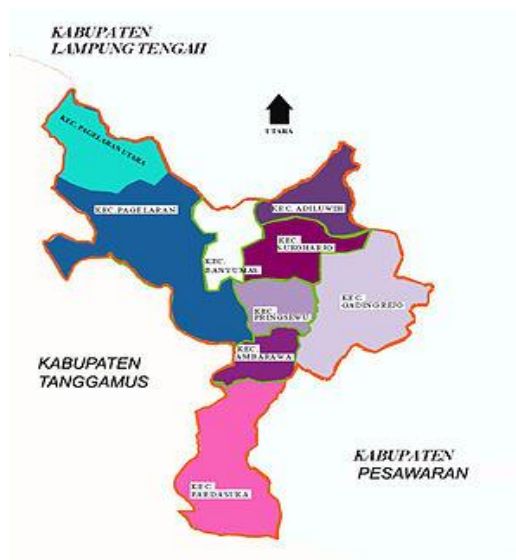 KABUPATEN
LAMPUNG TENGAH
UTARA
KEC. PAGELARAN UTARA
KEC. PAGELARAN
KEC. ADILUWIH
KEC.
SUKOHARJO
KEC.
BANYUMAS
KEC.
GADINGREJO
KEC.
PRINGSEWU
KEC.
AMBARAWA
KABUPATEN
TANGGAMUS
KABUPATEN
PESAWARAN
KEC.
PARDASUKA